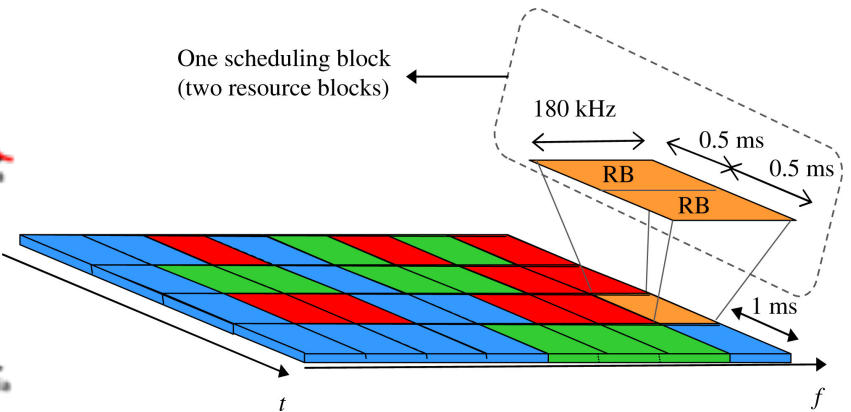 One scheduling block
(two resource blocks)
180 kHz
0.5 ms
0.5 ms
RB
RB
1 ms
t
f